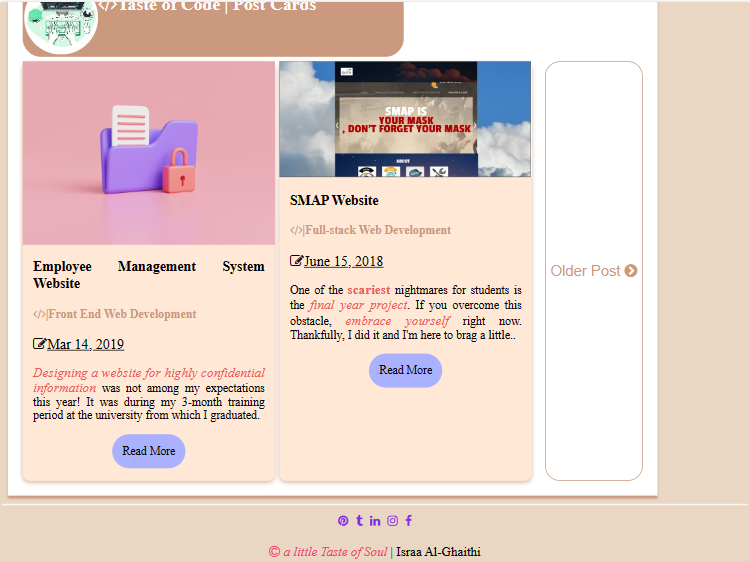 </>Taste of Code | Post Cards
SMAP IS
YOUR MASK
, DON'T FORGET YOUR MASK
ABOUT
Employee Management System
Website
</>|Front End Web Development
Mar 14, 2019
Designing a website for highly confidential
information was not among my expectations
this year! It was during my 3-month training
period at the university from which I graduated.
Read More
SMAP Website
</>|Full-stack Web Development
June 15, 2018
One of the scariest nightmares for students is
the final year project. If you overcome this
obstacle, embrace yourself right now.
Thankfully, I did it and I'm here to brag a little..
Read More
Older Post
© a little Taste of Soul | Israa Al-Ghaithi